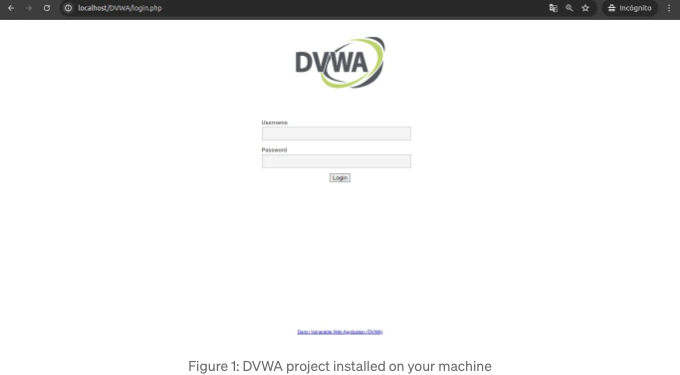 localhost/DVWA/login.php
Incógnito
DVWA
Username
Password
Login
Damn Vulnerable Web Application (DVWA)
Figure 1: DVWA project installed on your machine